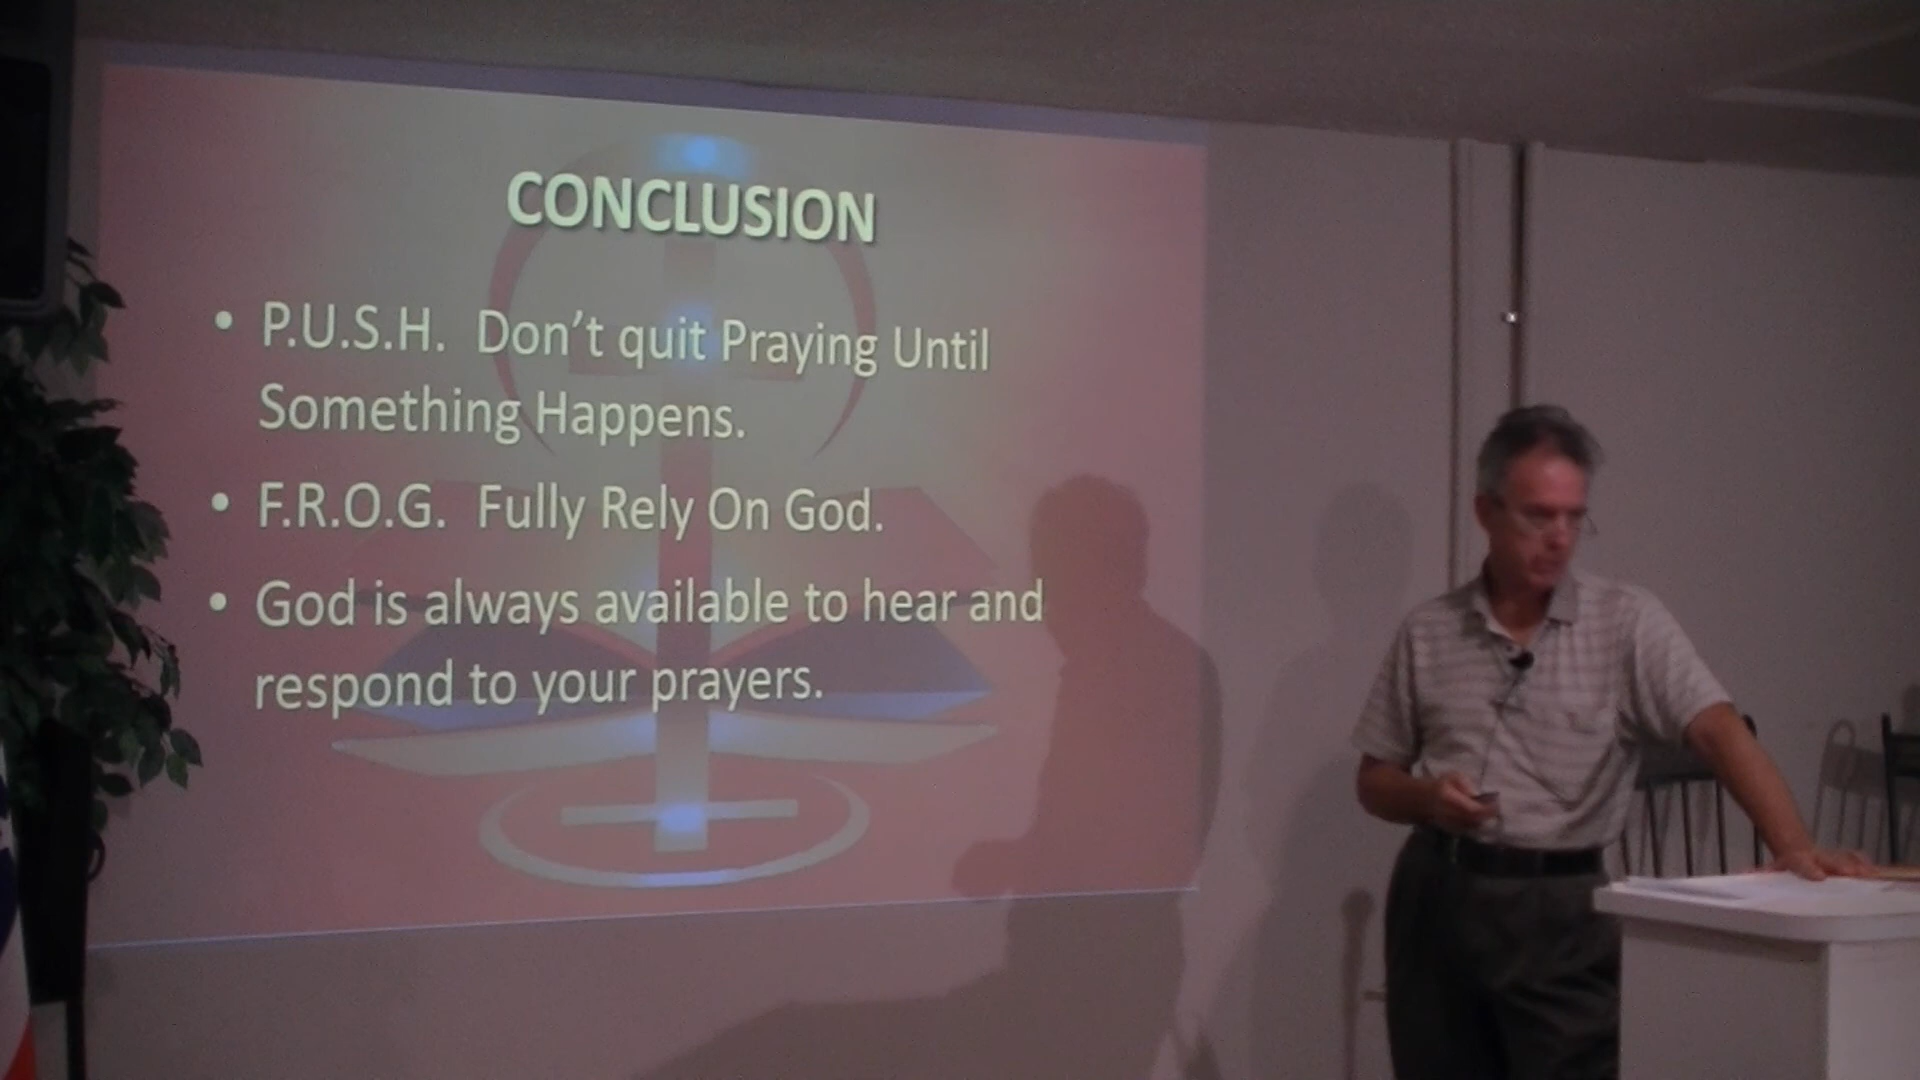 CONCLUSION
• P.U.S.H. Don't quit Praying Until
Something Happens.
• F.R.O.G. Fully Rely On God.
• God is always available to hear and
respond to your prayers.